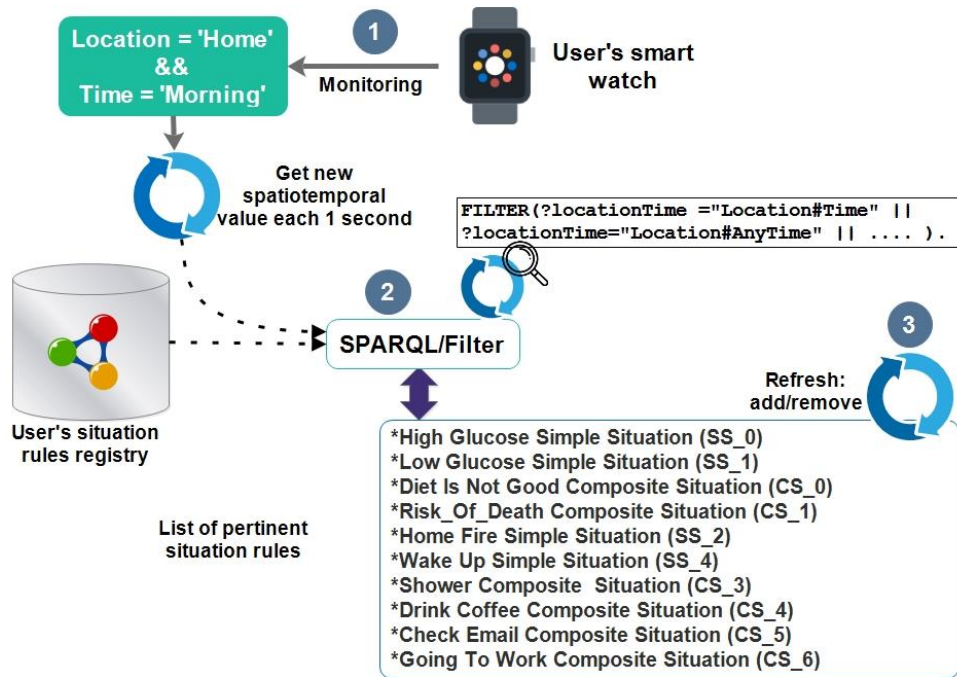 Location = 'Home'
&&
Time = 'Morning'
1
Monitoring
User's smart
watch
Get new
spatiotemporal
value each 1 second
FILTER(?locationTime ="Location#Time" ||
?locationTime="Location#AnyTime" || .... ).
2
SPARQL/Filter
User's situation
rules registry
3
Refresh:
add/remove
List of pertinent
situation rules
*High Glucose Simple Situation (SS_0)
*Low Glucose Simple Situation (SS_1)
*Diet Is Not Good Composite Situation (CS_0)
*Risk_Of_Death Composite Situation (CS_1)
*Home Fire Simple Situation (SS_2)
*Wake Up Simple Situation (SS_4)
*Shower Composite  Situation (CS_3)
*Drink Coffee Composite Situation (CS_4)
*Check Email Composite Situation (CS_5)
*Going To Work Composite Situation (CS_6)